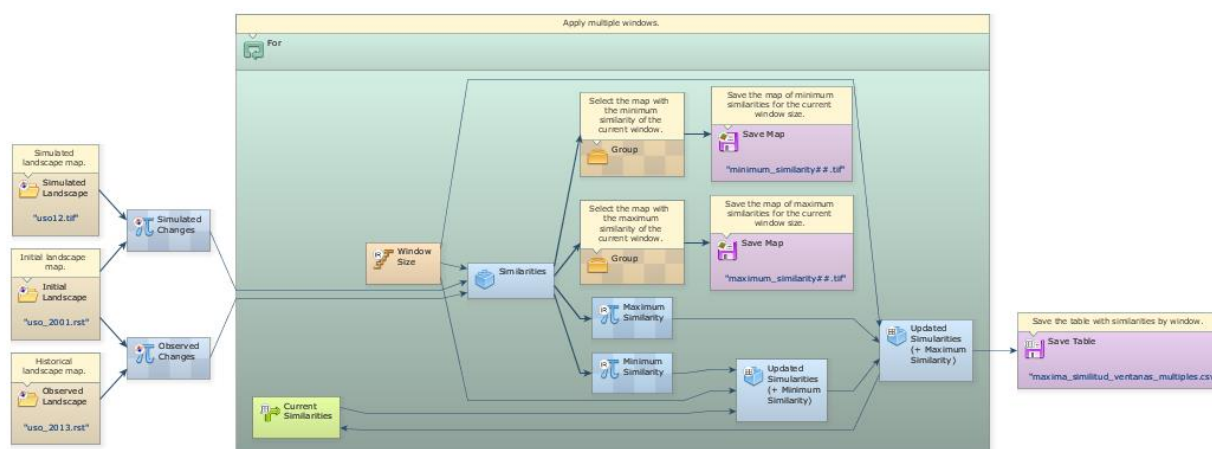 Apply multiple windows.
For
Simulated
landscape map.
Simulated
Landscape
"uso12.tif"
Initial landscape
map.
Initial
Landscape
"uso_2001.rst"
Historical
landscape map.
Observed
Landscape
"uso_2013.rst"
Simulated
Changes
Observed
Changes
Window
Size
Similarities
Select the map with
the minimum
similarity of the
current window.
Group
Save the map of minimum
similarities for the current
window size.
Save Map
"minimum_similarity##.tif"
Select the map with
the maximum
similarity of the
current window.
Group
Save the map of maximum
similarities for the current
window size.
Save Map
"maximum_similarity##.tif"
Maximum
Similarity
Minimum
Similarity
Current
Similarities
Updated
Simularities
(+ Minimum
Similarity)
Updated
Simularities
(+ Maximum
Similarity)
Save the table with similarities by window.
Save Table
"maxima_similitud_ventanas_multiples.csv